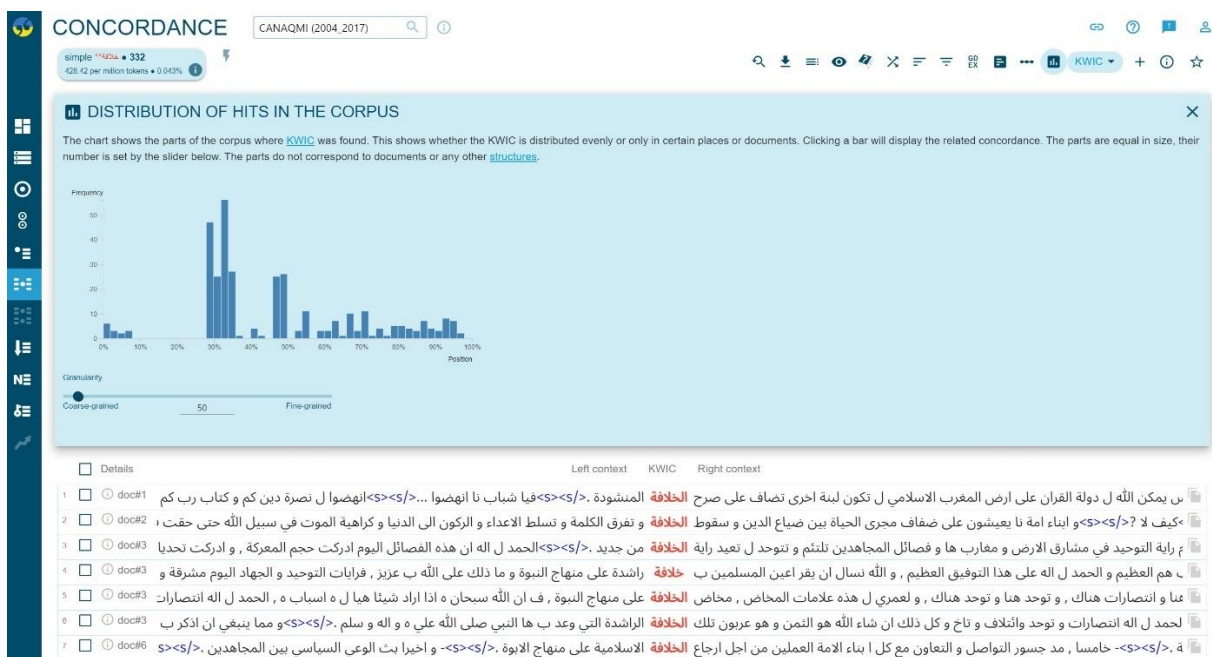 CONCORDANCE
CANAQMI (2004_2017)
simple **خلافة • 332
428.42 per million tokens • 0.043%
GD
EX
KWIC
DISTRIBUTION OF HITS IN THE CORPUS
The chart shows the parts of the corpus where KWIC was found. This shows whether the KWIC is distributed evenly or only in certain places or documents. Clicking a bar will display the related concordance. The parts are equal in size, their
number is set by the slider below. The parts do not correspond to documents or any other structures.
Frequency
50
40
30
20
10
0
0% 10% 20% 30% 40% 50% 60% 70% 80% 90% 100%
Position
Granularity
Coarse-grained 50 Fine-grained
Details Left context KWIC Right context
1 doc#1 يمكن الله ل دولة القران على ارض المغرب الاسلامي ل تكون لبنة اخرى تضاف على صرح الخلافة المنشودة .<s><s/>فيا شباب نا انهضوا ...<s><s/>انهضوا ل نصرة دين كم و كتاب رب كم
2 doc#2 كيف لا ?<s><s/>و ابناء امة نا يعيشون على ضفاف مجرى الحياة بين ضياع الدين و سقوط الخلافة و تفرق الكلمة و تسلط الاعداء و الركون الى الدنيا و كراهية الموت في سبيل الله حتى حقت
3 doc#3 راية التوحيد في مشارق الارض و مغارب ها و فصائل المجاهدين تلتئم و تتوحد ل تعيد راية الخلافة من جديد .<s><s/>الحمد ل اله ان هذه الفصائل اليوم ادركت حجم المعركة , و ادركت تحديا
4 doc#3 هم العظيم و الحمد ل اله على هذا التوفيق العظيم , و الله نسال ان يقر اعين المسلمين ب خلافة راشدة على منهاج النبوة و ما ذلك على الله ب عزيز , فرايات التوحيد و الجهاد اليوم مشرقة و
5 doc#3 هنا و انتصارات هناك , و توحد هنا و توحد هناك , و لعمري ل هذه علامات المخاض , مخاض الخلافة على منهاج النبوة , ف ان الله سبحان ه اذا اراد شيئا هيا ل ه اسباب ه , الحمد ل اله انتصارات
6 doc#3 لحمد ل اله انتصارات و توحد وائتلاف و تاخ و كل ذلك ان شاء الله هو الثمن و هو عربون تلك الخلافة الراشدة التي وعد ب ها النبي صلى الله علي ه و اله و سلم .<s><s/>و مما ينبغي ان اذكر ب
7 doc#6 ة .<s><s/>- خامسا , مد جسور التواصل و التعاون مع كل ا بناء الامة العملين من اجل ارجاع الخلافة الاسلامية على منهاج الابوة .<s><s/>- و اخيرا بث الوعي السياسي بين المجاهدين .<s><s/>